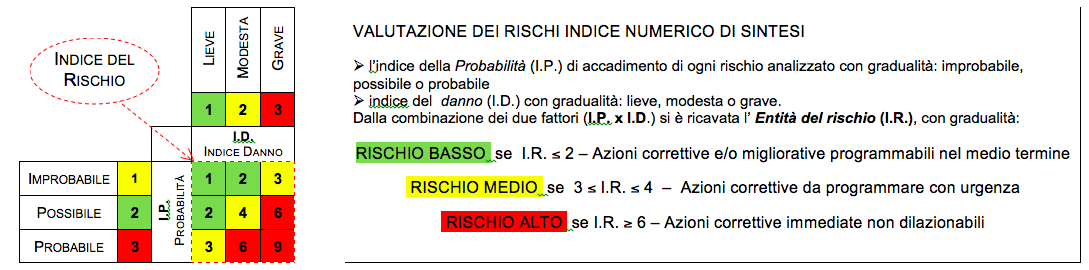 INDICE DEL
RISCHIO
LIEVE
MODESTA
GRAVE
1 2 3
I.D.
INDICE DANNO
I.P.
PROBABILITÀ
IMPROBABILE 1 1 2 3
POSSIBILE 2 2 4 6
PROBABILE 3 3 6 9
VALUTAZIONE DEI RISCHI INDICE NUMERICO DI SINTESI
➢ l'indice della Probabilità (I.P.) di accadimento di ogni rischio analizzato con gradualità: improbabile,
possibile o probabile
➢ indice del danno (I.D.) con gradualità: lieve, modesta o grave.
Dalla combinazione dei due fattori (I.P. x I.D.) si è ricavata l' Entità del rischio (I.R.), con gradualità:
RISCHIO BASSO se I.R. ≤ 2 – Azioni correttive e/o migliorative programmabili nel medio termine
RISCHIO MEDIO se 3 ≤ I.R. ≤ 4 – Azioni correttive da programmare con urgenza
RISCHIO ALTO se I.R. ≥ 6 – Azioni correttive immediate non dilazionabili